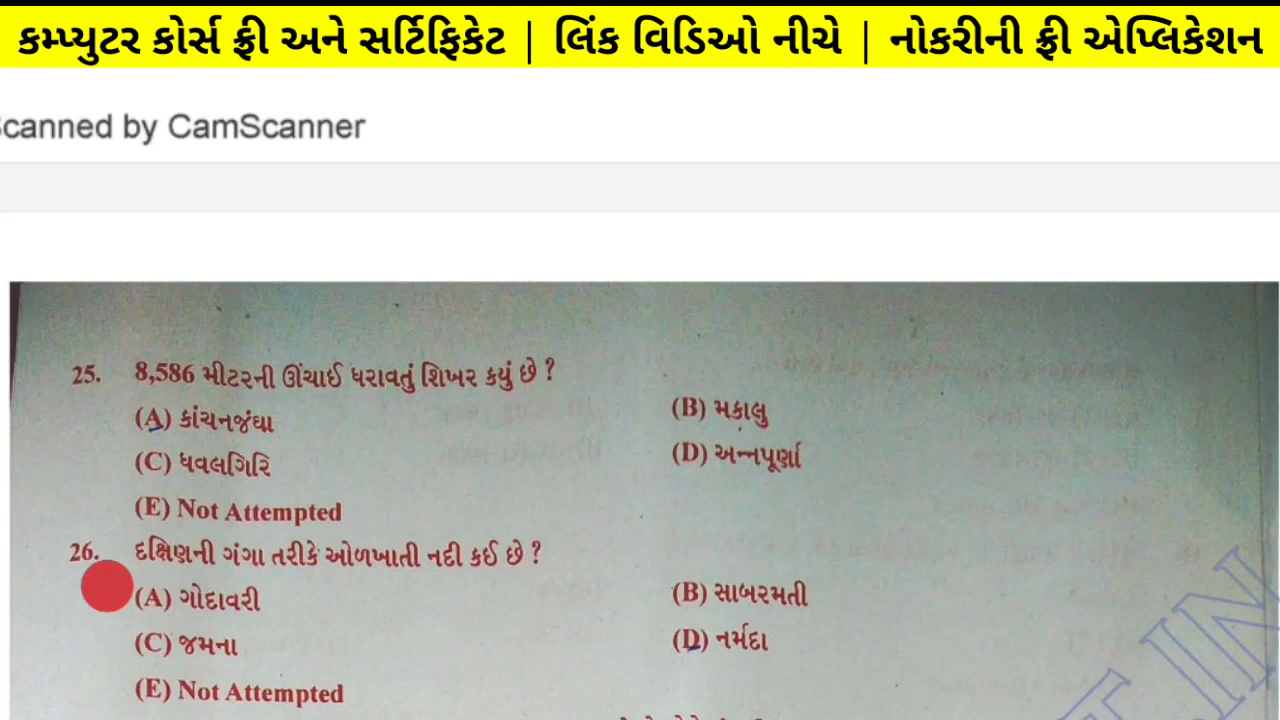 કમ્પ્યુટર કોર્સ ફ્રી અને સર્ટિફિકેટ | લિંક વિડિઓ નીચે | નોકરીની ફ્રી એપ્લિકેશન
canned by CamScanner
25. 8,586 મીટરની ઊંચાઈ ધરાવતું શિખર કયું છે ?
(A) કાંચનજંઘા (B) મકાલુ
(C) ધવલગિરિ (D) અન્નપૂર્ણા
(E) Not Attempted
26. દક્ષિણની ગંગા તરીકે ઓળખાતી નદી કઈ છે ?
(A) ગોદાવરી (B) સાબરમતી
(C) જમના (D) નર્મદા
(E) Not Attempted
IN